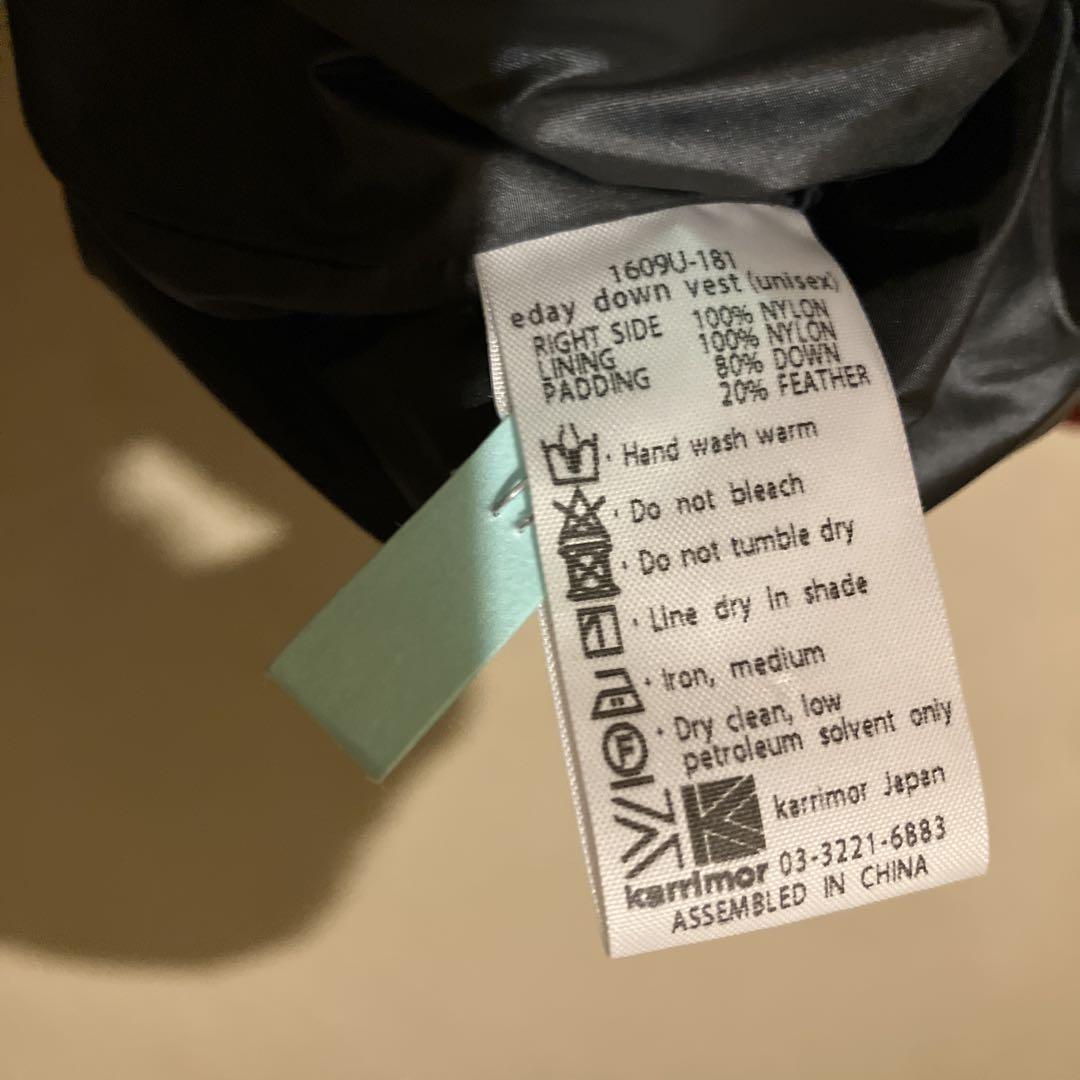 1609U-181
eday down vest (unisex)
RIGHT SIDE 100% NYLON
LINING 100% NYLON
PADDING 80% DOWN
20% FEATHER
· Hand wash warm
· Do not bleach
· Do not tumble dry
· Line dry in shade
· Iron, medium
· Dry clean, low
petroleum solvent only
karrimor Japan
karrimor 03-3221-6883
ASSEMBLED IN CHINA